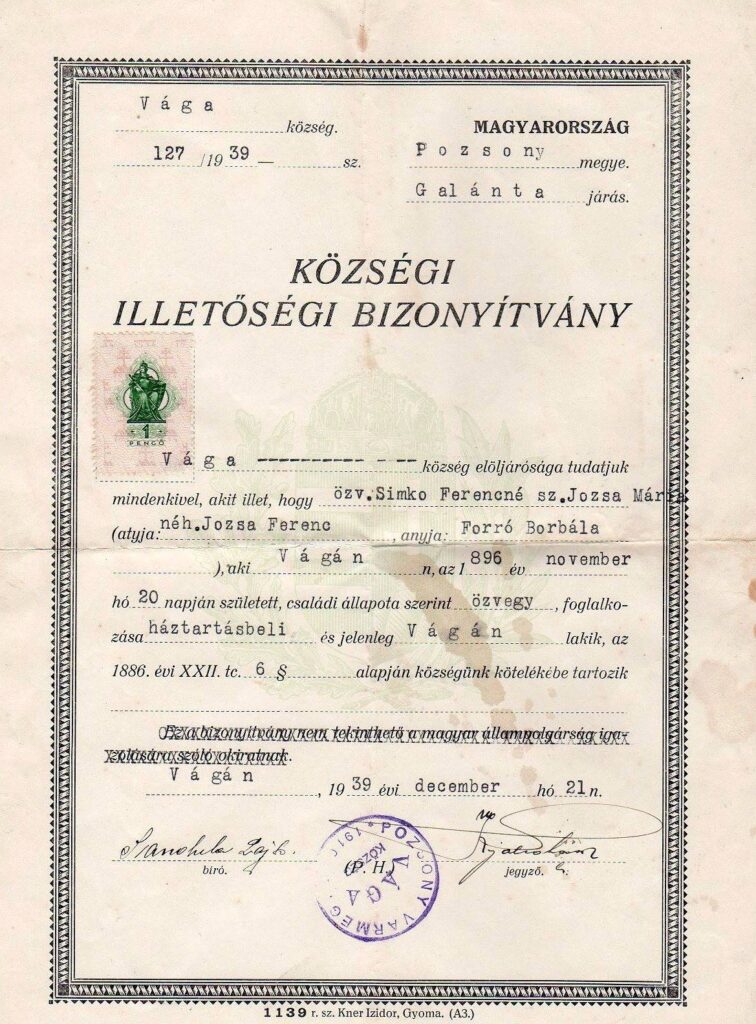 Vága község.
MAGYARORSZÁG
127 /1939 — sz.
Pozsony megye.
Galánta járás.
KÖZSÉGI
ILLETŐSÉGI BIZONYÍTVÁNY
1
PENGŐ
Vága ---------- - -- község elöljárósága tudatjuk
mindenkivel, akit illet, hogy özv.Simko Ferencné sz.Jozsa Mária
(atyja: néh.Jozsa Ferenc , anyja: Forró Borbála
), aki Vágán n, az 1896 év november
hó 20 napján született, családi állapota szerint özvegy , foglalko-
zása háztartásbeli és jelenleg Vágán lakik, az
1886. évi XXII. tc. 6 § alapján községünk kötelékébe tartozik
Ez a bizonyítvány nem tekinthető a magyar állampolgárság iga-
zolására szóló okiratnak.
Vágán , 1939 évi december hó 21 n.
bíró.
(P. H.)
jegyző.
POZSONY VÁRMEG 1910
KÖZSÉG
VÁGA
1139 r. sz. Kner Izidor, Gyoma. (A3.)